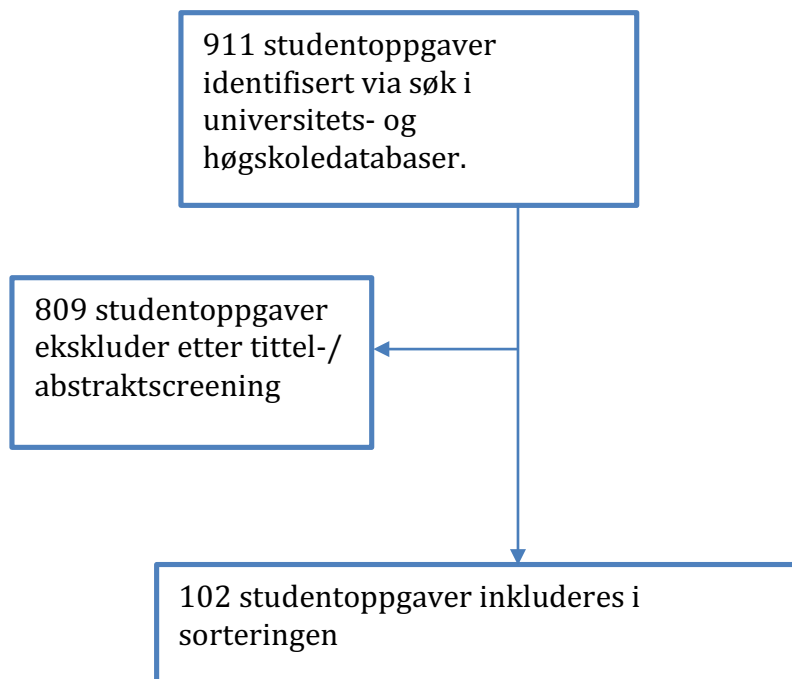 911 studentoppgaver
identifisert via søk i
universitets- og
høgskoledatabaser.
809 studentoppgaver
ekskluder etter tittel-/
abstraktscreening
102 studentoppgaver inkluderes i
sorteringen